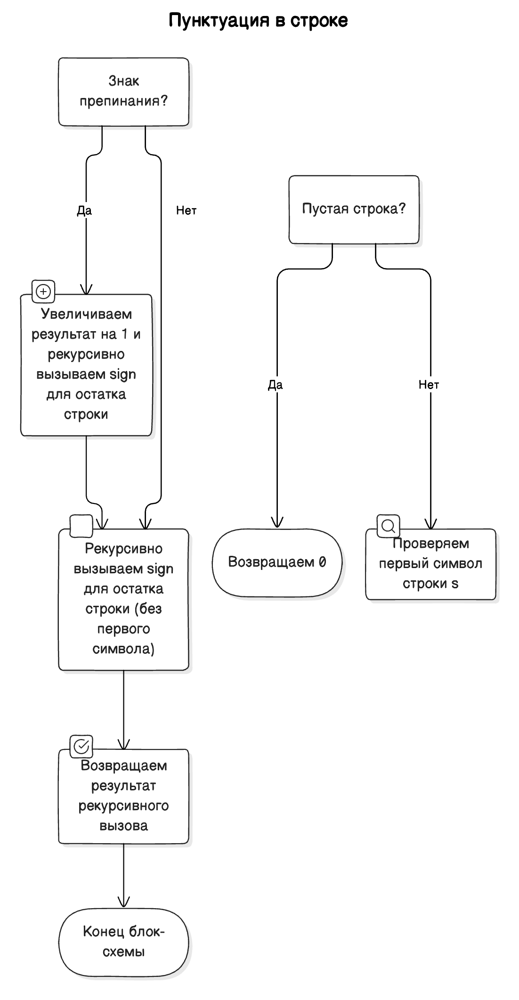 Пунктуация в строке
Знак
препинания?
Да
Нет
Пустая строка?
Увеличиваем
результат на 1 и
рекурсивно
вызываем sign
для остатка
строки
Да
Нет
Рекурсивно
вызываем sign
для остатка
строки (без
первого
символа)
Возвращаем 0
Проверяем
первый символ
строки s
Возвращаем
результат
рекурсивного
вызова
Конец блок-
схемы